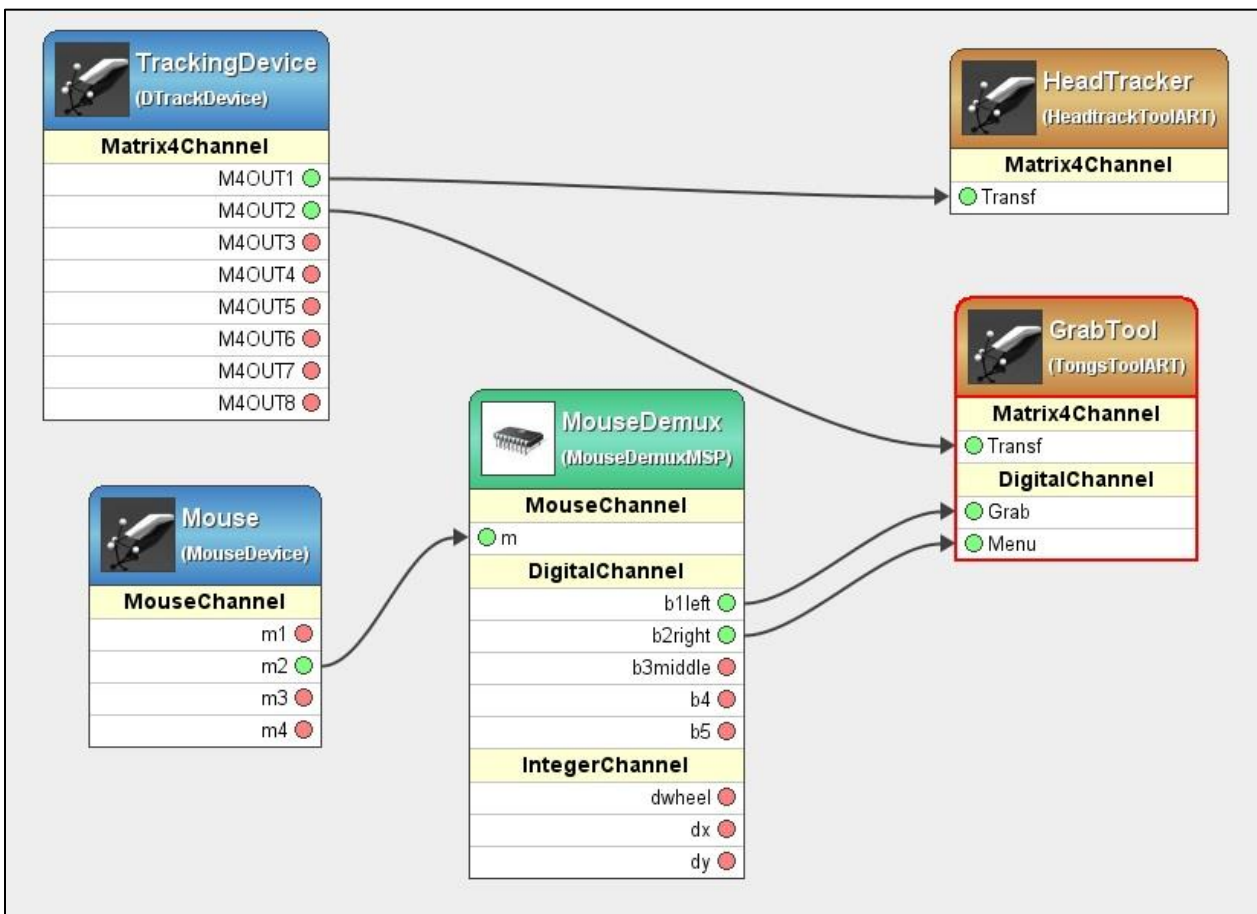 TrackingDevice
(DTrackDevice)
Matrix4Channel
M4OUT1
M4OUT2
M4OUT3
M4OUT4
M4OUT5
M4OUT6
M4OUT7
M4OUT8
HeadTracker
(HeadtrackToolART)
Matrix4Channel
Transf
Mouse
(MouseDevice)
MouseChannel
m1
m2
m3
m4
MouseDemux
(MouseDemuxMSP)
MouseChannel
m
DigitalChannel
b1left
b2right
b3middle
b4
b5
IntegerChannel
dwheel
dx
dy
GrabTool
(TongsToolART)
Matrix4Channel
Transf
DigitalChannel
Grab
Menu